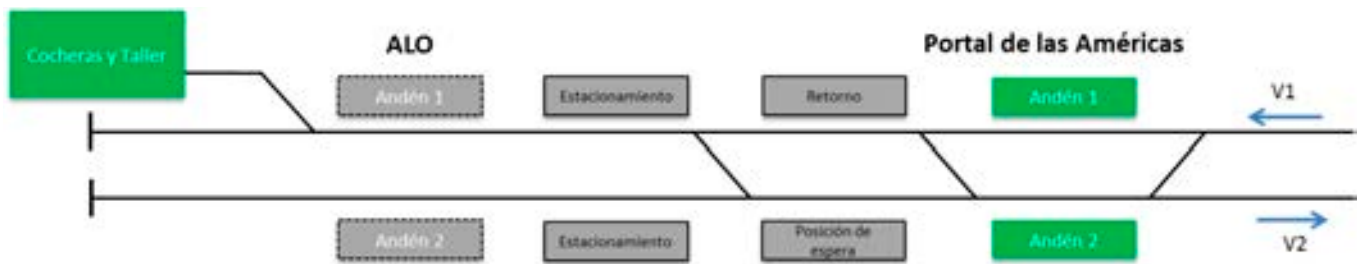 ALO
Portal de las Américas
Cocheras y Taller
Andén 1
Estacionamiento
Retorno
Andén 1
V1
Andén 2
Estacionamiento
Posición de
espera
Andén 2
V2